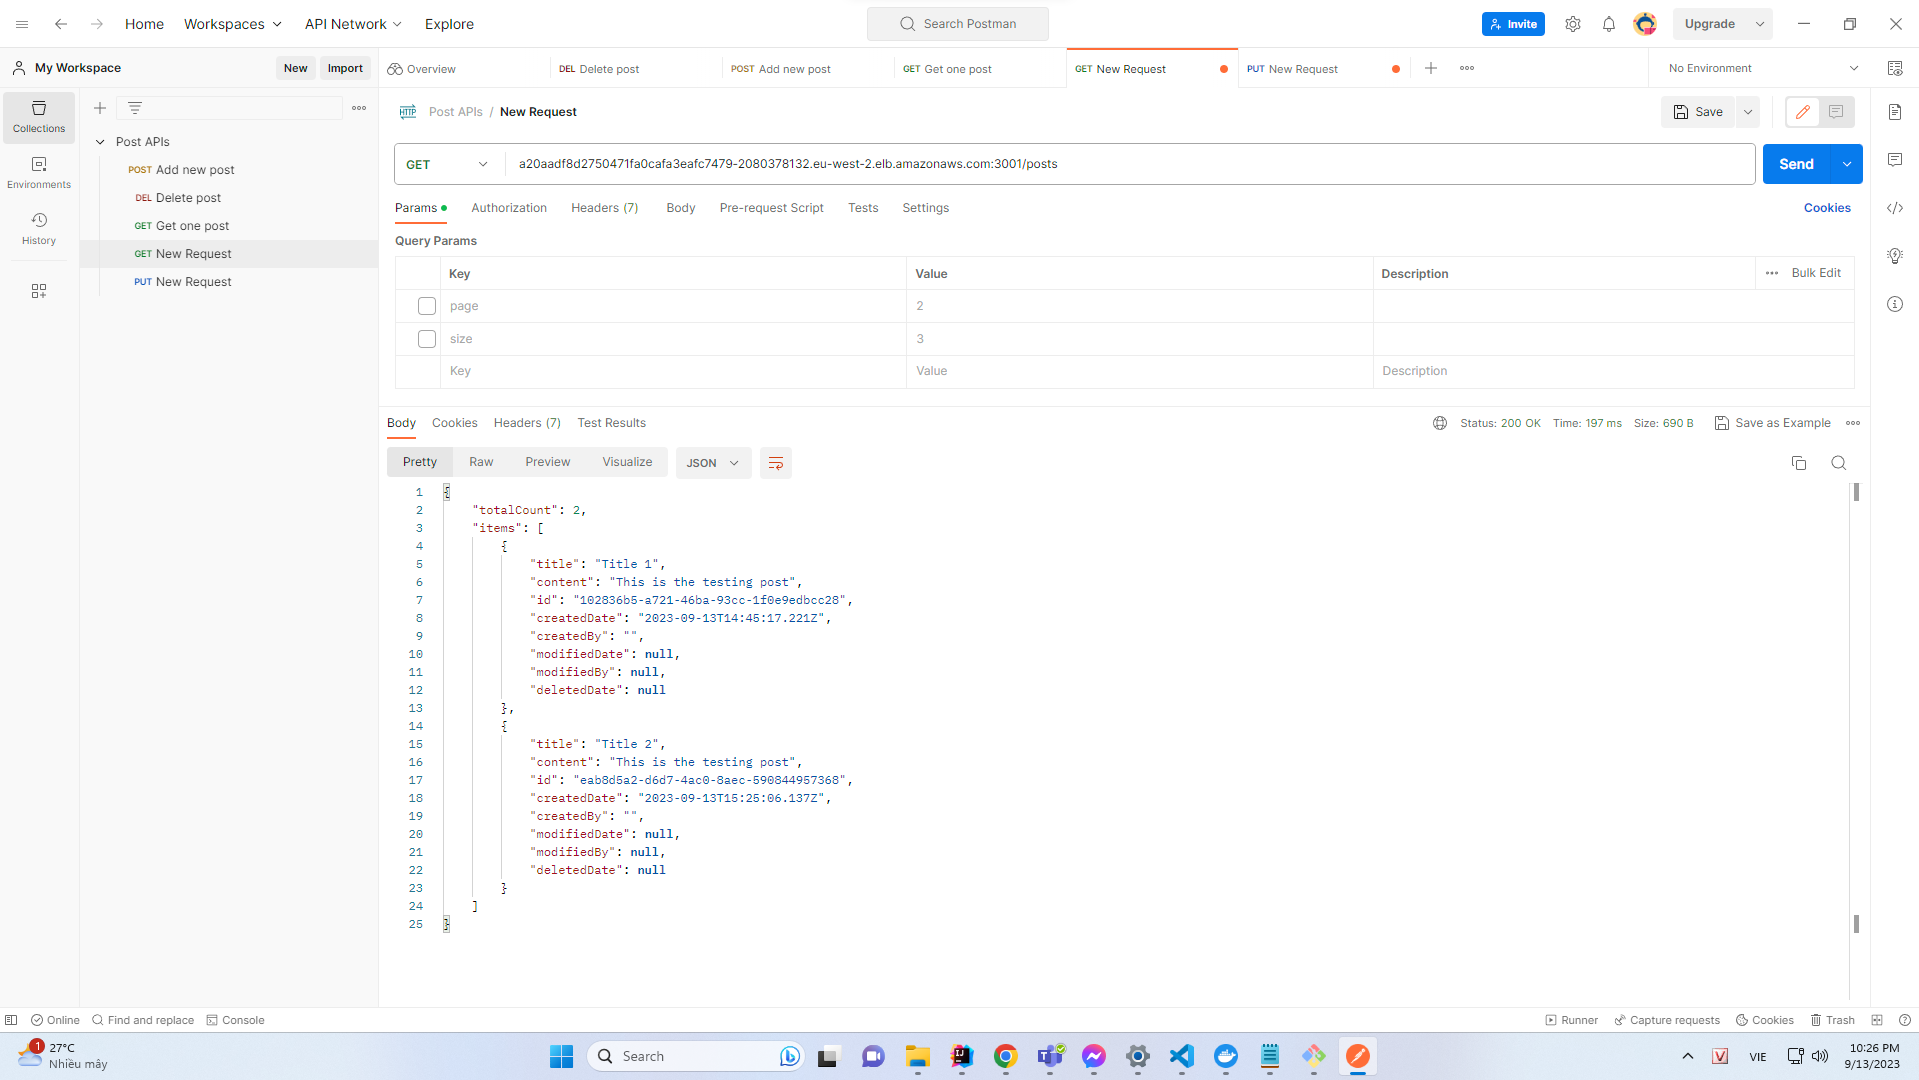 Home Workspaces API Network Explore Search Postman Invite Upgrade
My Workspace New Import Overview DEL Delete post POST Add new post GET Get one post GET New Request PUT New Request No Environment
Collections
Environments
History
Post APIs
POST Add new post
DEL Delete post
GET Get one post
GET New Request
PUT New Request
HTTP Post APIs / New Request Save
GET a20aadf8d2750471fa0cafa3eafc7479-2080378132.eu-west-2.elb.amazonaws.com:3001/posts Send
Params Authorization Headers (7) Body Pre-request Script Tests Settings Cookies
Query Params
Key Value Description Bulk Edit
page 2
size 3
Key Value Description
Body Cookies Headers (7) Test Results Status: 200 OK Time: 197 ms Size: 690 B Save as Example
Pretty Raw Preview Visualize JSON
1 {
2 "totalCount": 2,
3 "items": [
4 {
5 "title": "Title 1",
6 "content": "This is the testing post",
7 "id": "102836b5-a721-46ba-93cc-1f0e9edbcc28",
8 "createdDate": "2023-09-13T14:45:17.221Z",
9 "createdBy": "",
10 "modifiedDate": null,
11 "modifiedBy": null,
12 "deletedDate": null
13 },
14 {
15 "title": "Title 2",
16 "content": "This is the testing post",
17 "id": "eab8d5a2-d6d7-4ac0-8aec-590844957368",
18 "createdDate": "2023-09-13T15:25:06.137Z",
19 "createdBy": "",
20 "modifiedDate": null,
21 "modifiedBy": null,
22 "deletedDate": null
23 }
24 ]
25 }
Online Find and replace Console Runner Capture requests Cookies Trash
1 27°C
Nhiều mây
Search
VIE
10:26 PM
9/13/2023